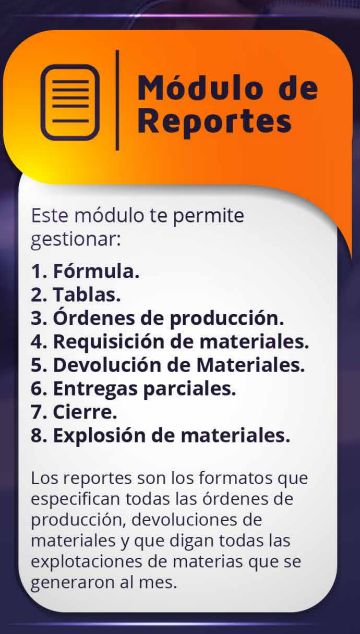 Módulo de
Reportes
Este módulo te permite
gestionar:
1. Fórmula.
2. Tablas.
3. Órdenes de producción.
4. Requisición de materiales.
5. Devolución de Materiales.
6. Entregas parciales.
7. Cierre.
8. Explosión de materiales.
Los reportes son los formatos que
especifican todas las órdenes de
producción, devoluciones de
materiales y que digan todas las
explotaciones de materias que se
generaron al mes.